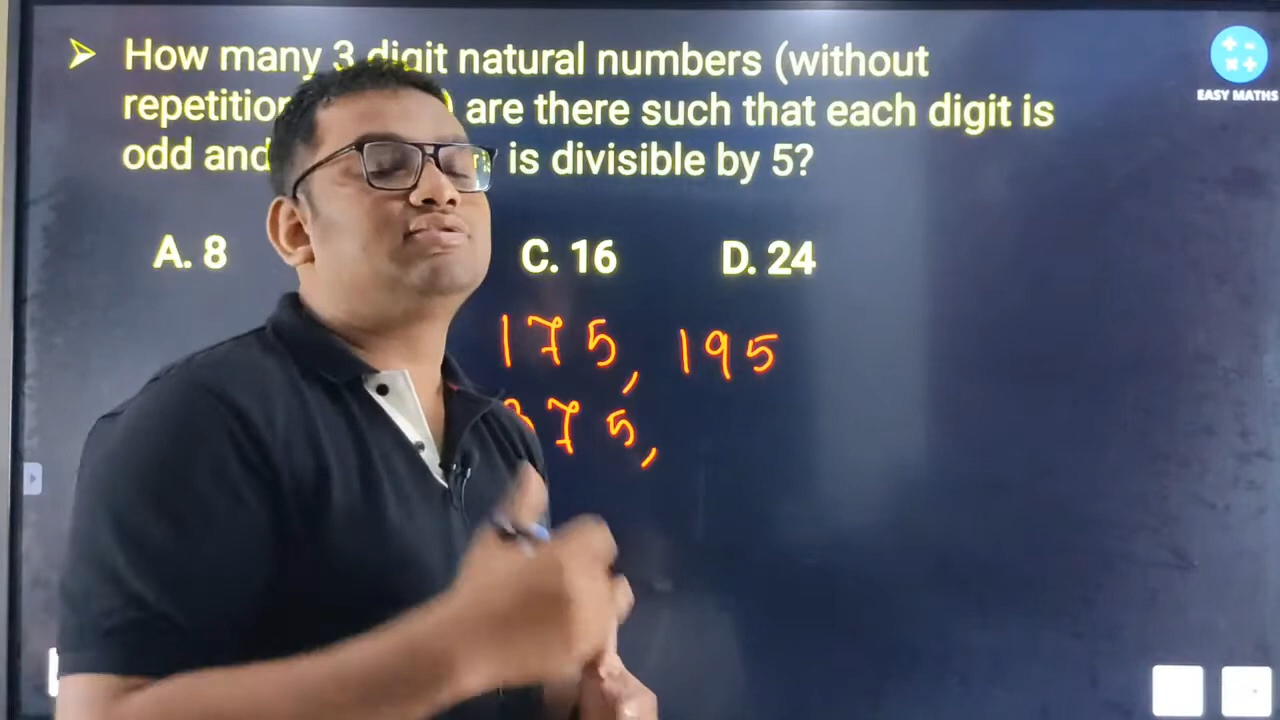 ➤ How many 3 digit natural numbers (without
repetition ) are there such that each digit is
odd and is divisible by 5?
A. 8 C. 16 D. 24
175, 195
75,
EASY MATHS